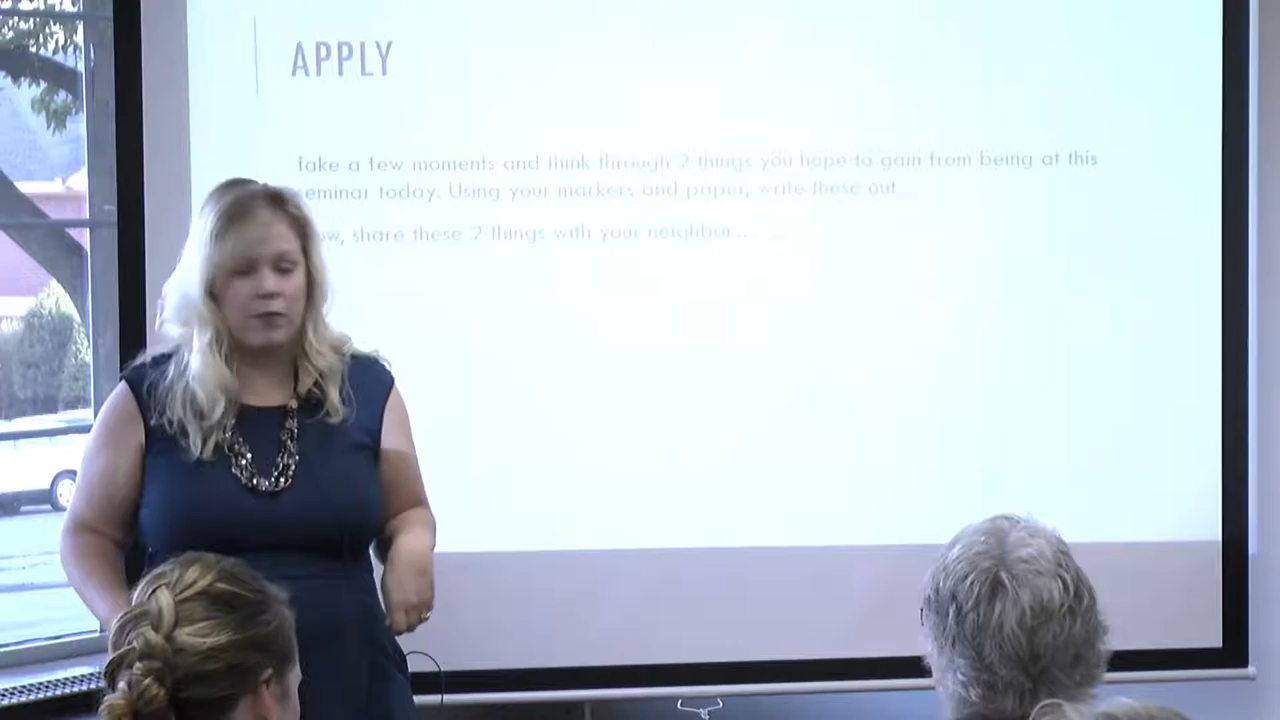 APPLY
Take a few moments and think through 2 things you hope to gain from being at this
seminar today. Using your markers and paper, write these out
share these 2 things with your neighbor...